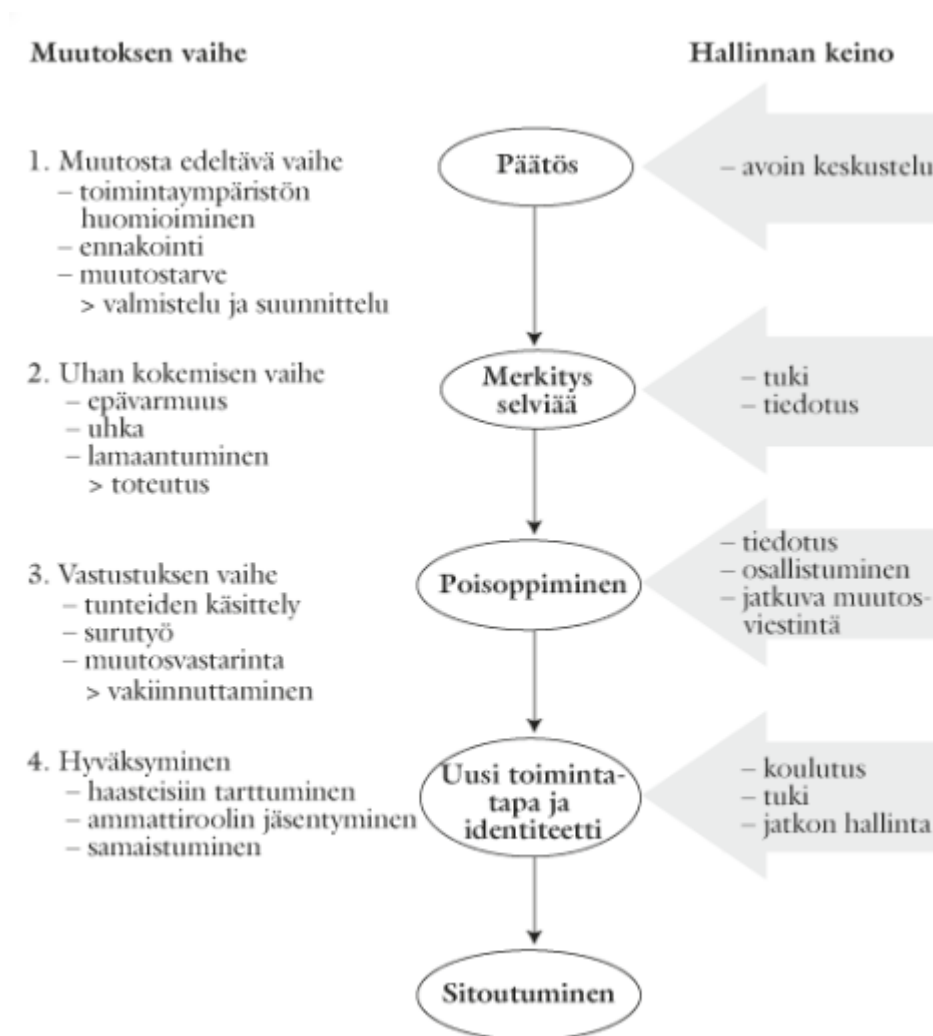 Muutoksen vaihe
Hallinnan keino
1. Muutosta edeltävä vaihe
– toimintaympäristön
huomioiminen
– ennakointi
– muutostarve
> valmistelu ja suunnittelu
Päätös
– avoin keskustelu
2. Uhan kokemisen vaihe
– epävarmuus
– uhka
– lamaantuminen
> toteutus
Merkitys
selviää
– tuki
– tiedotus
3. Vastustuksen vaihe
– tunteiden käsittely
– surutyö
– muutosvastarinta
> vakiinnuttaminen
Poisoppiminen
– tiedotus
– osallistuminen
– jatkuva muutos-
viestintä
4. Hyväksyminen
– haasteisiin tarttuminen
– ammattiroolin jäsentyminen
– samaistuminen
Uusi toiminta-
tapa ja
identiteetti
– koulutus
– tuki
– jatkon hallinta
Sitoutuminen